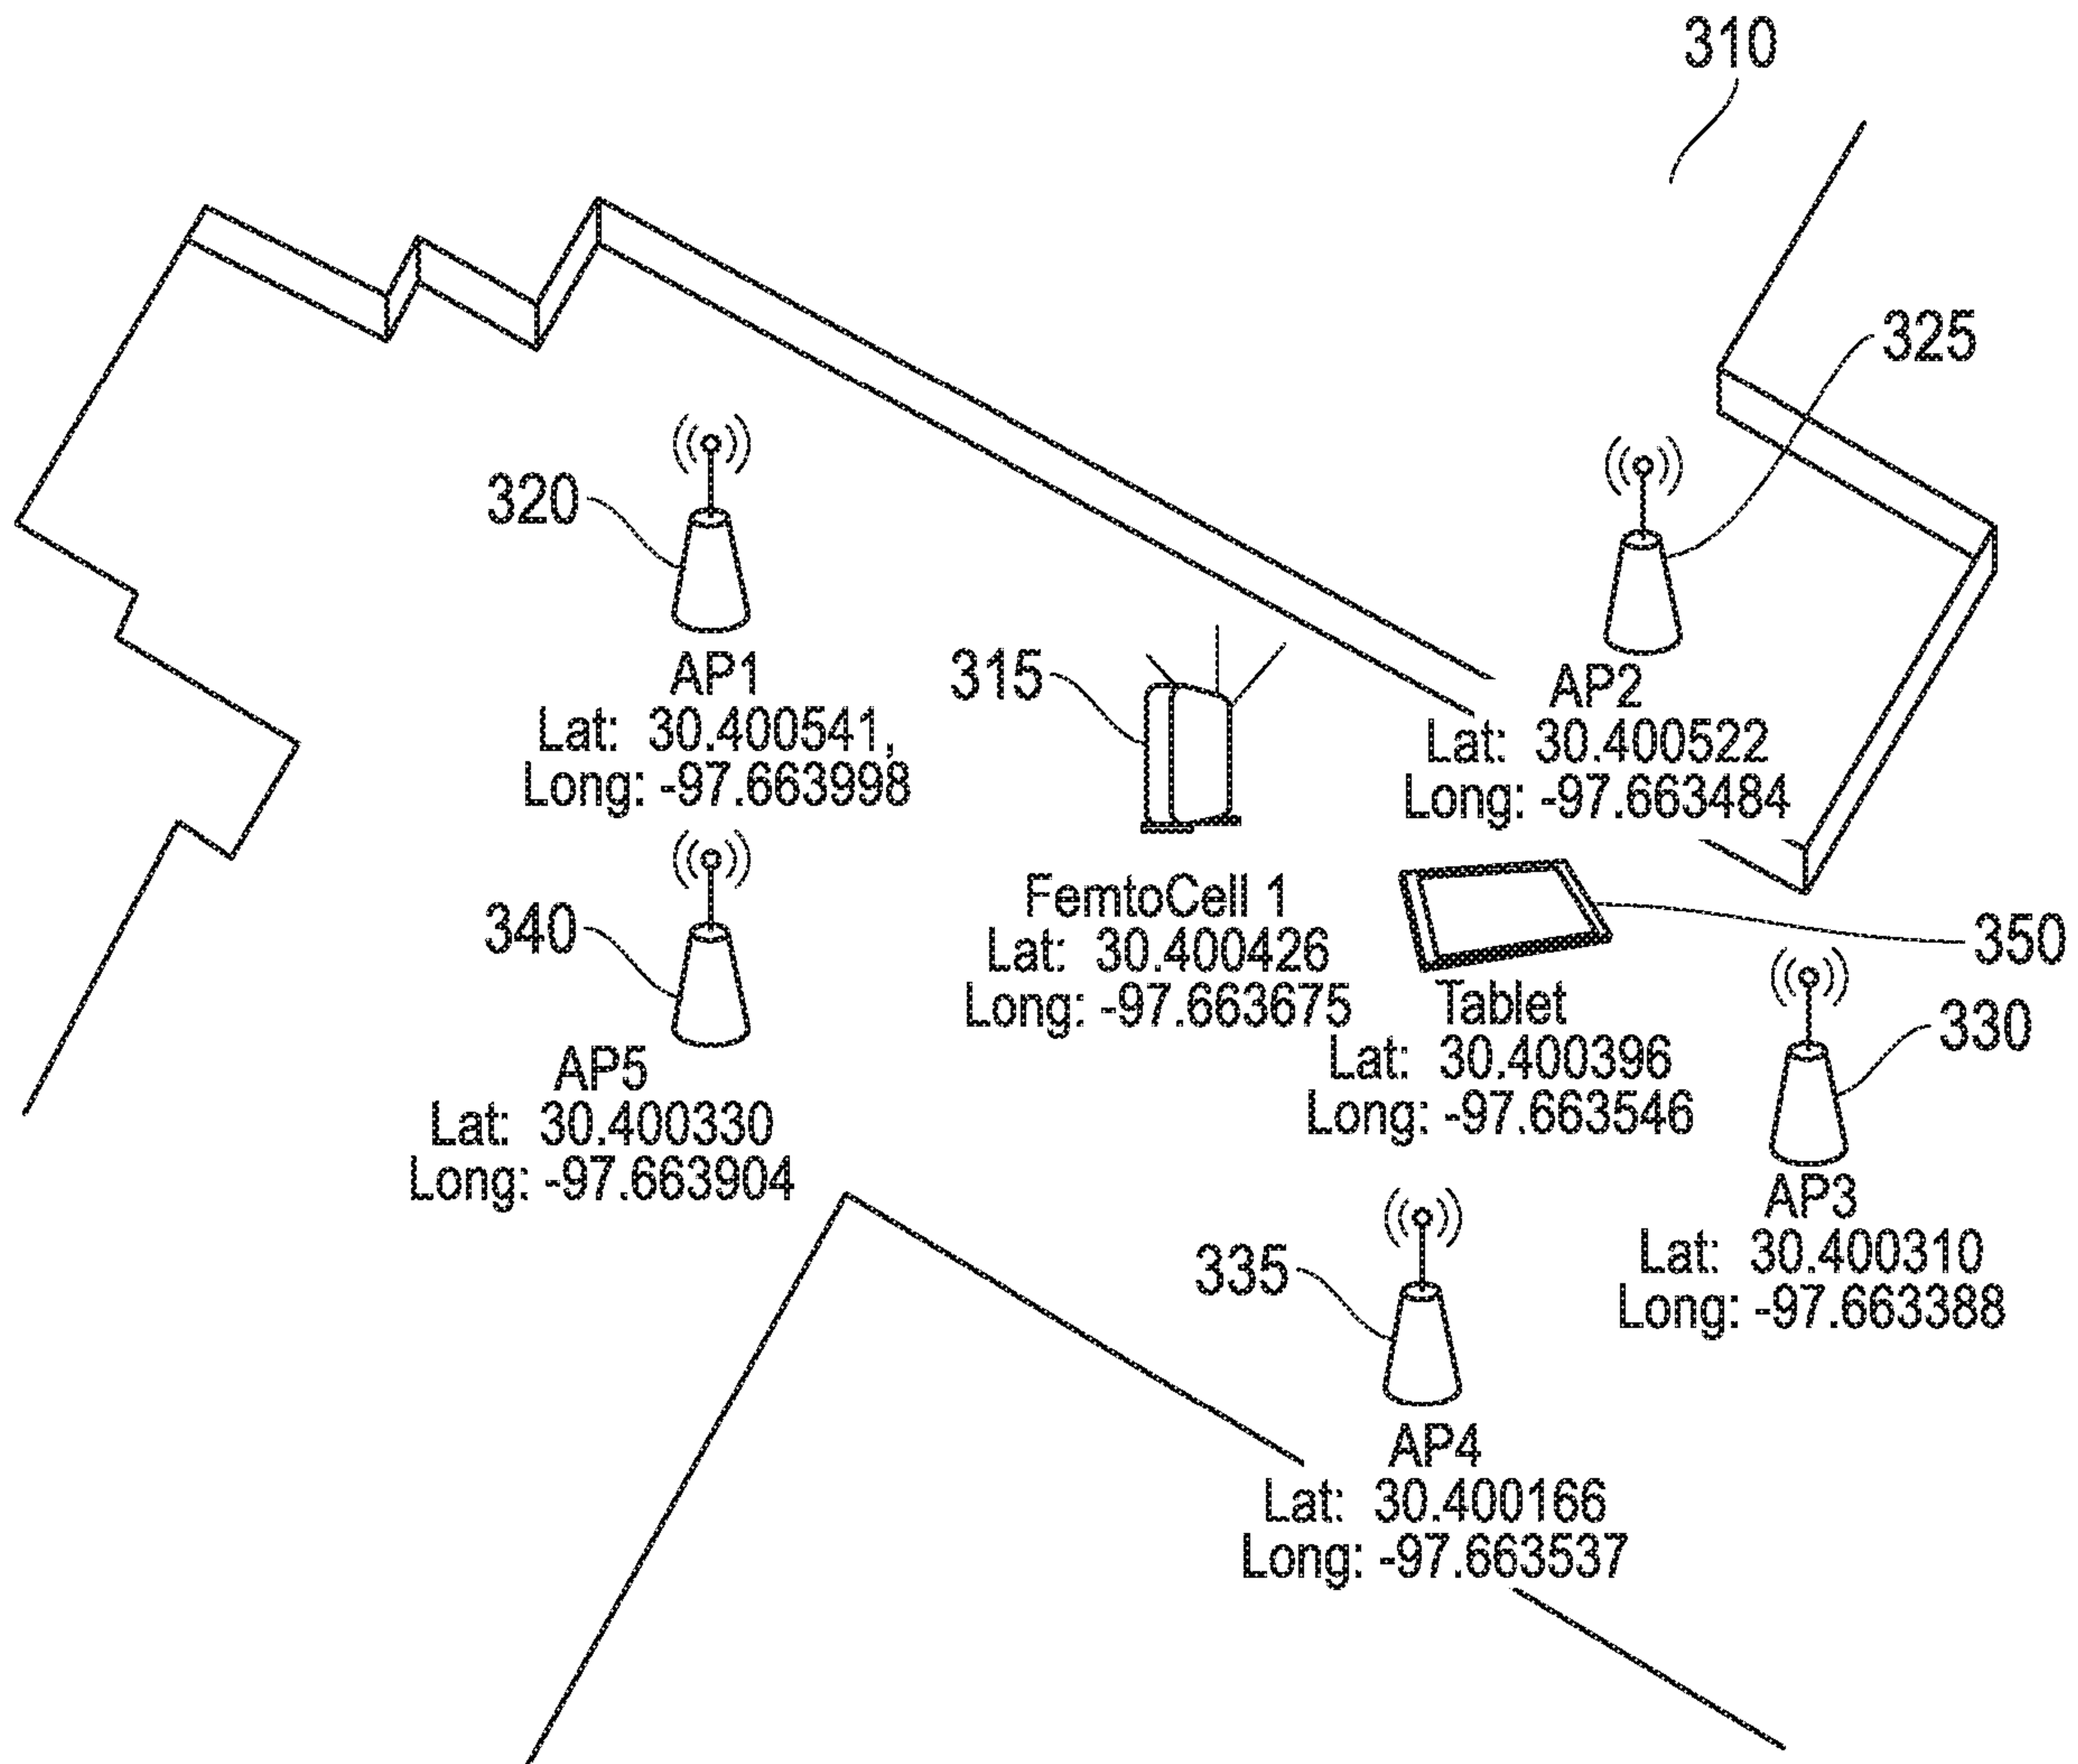 310
325
320
AP1
Lat: 30.400541,
Long: -97.663998
315
AP2
Lat: 30.400522
Long: -97.663484
340
FemtoCell 1
Lat: 30.400426
Long: -97.663675
350
Tablet
Lat: 30.400396
Long: -97.663546
330
AP5
Lat: 30.400330
Long: -97.663904
AP3
Lat: 30.400310
Long: -97.663388
335
AP4
Lat: 30.400166
Long: -97.663537